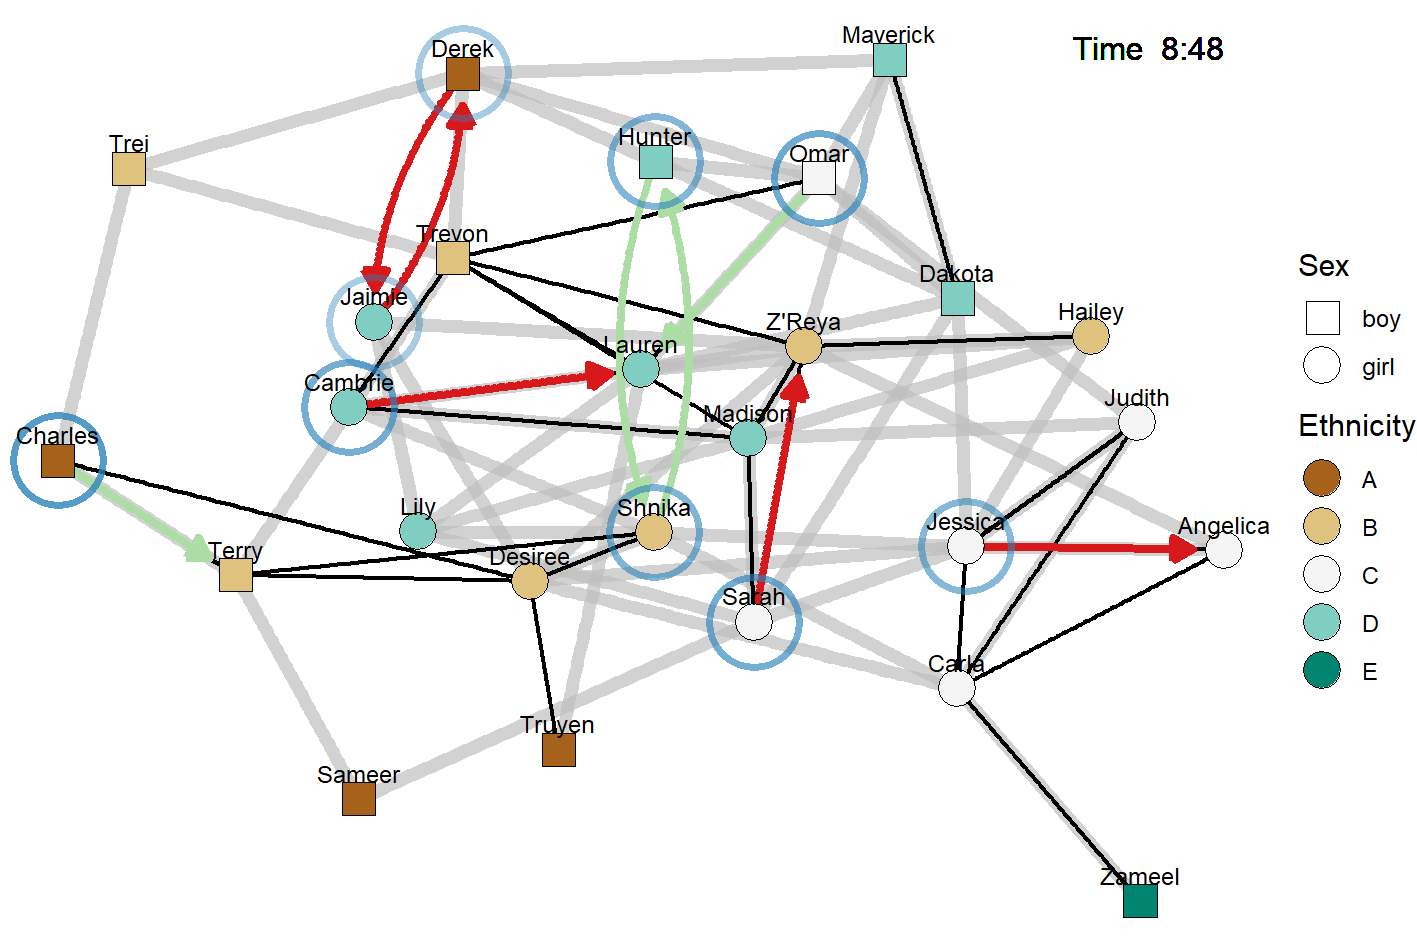 Maverick
Derek
Time 8:48
Hunter
Trei
Omar
Trevon
Sex
Dakota
Jaimie
Hailey
boy
Z'Reya
Lauren
girl
Cambrie
Judith
Madison
Ethnicity
Charles
A
Lily
Shnika
Jessica
Angelica
B
Terry
Desiree
C
Sarah
D
Carla
E
Truyen
Sameer
Zameel